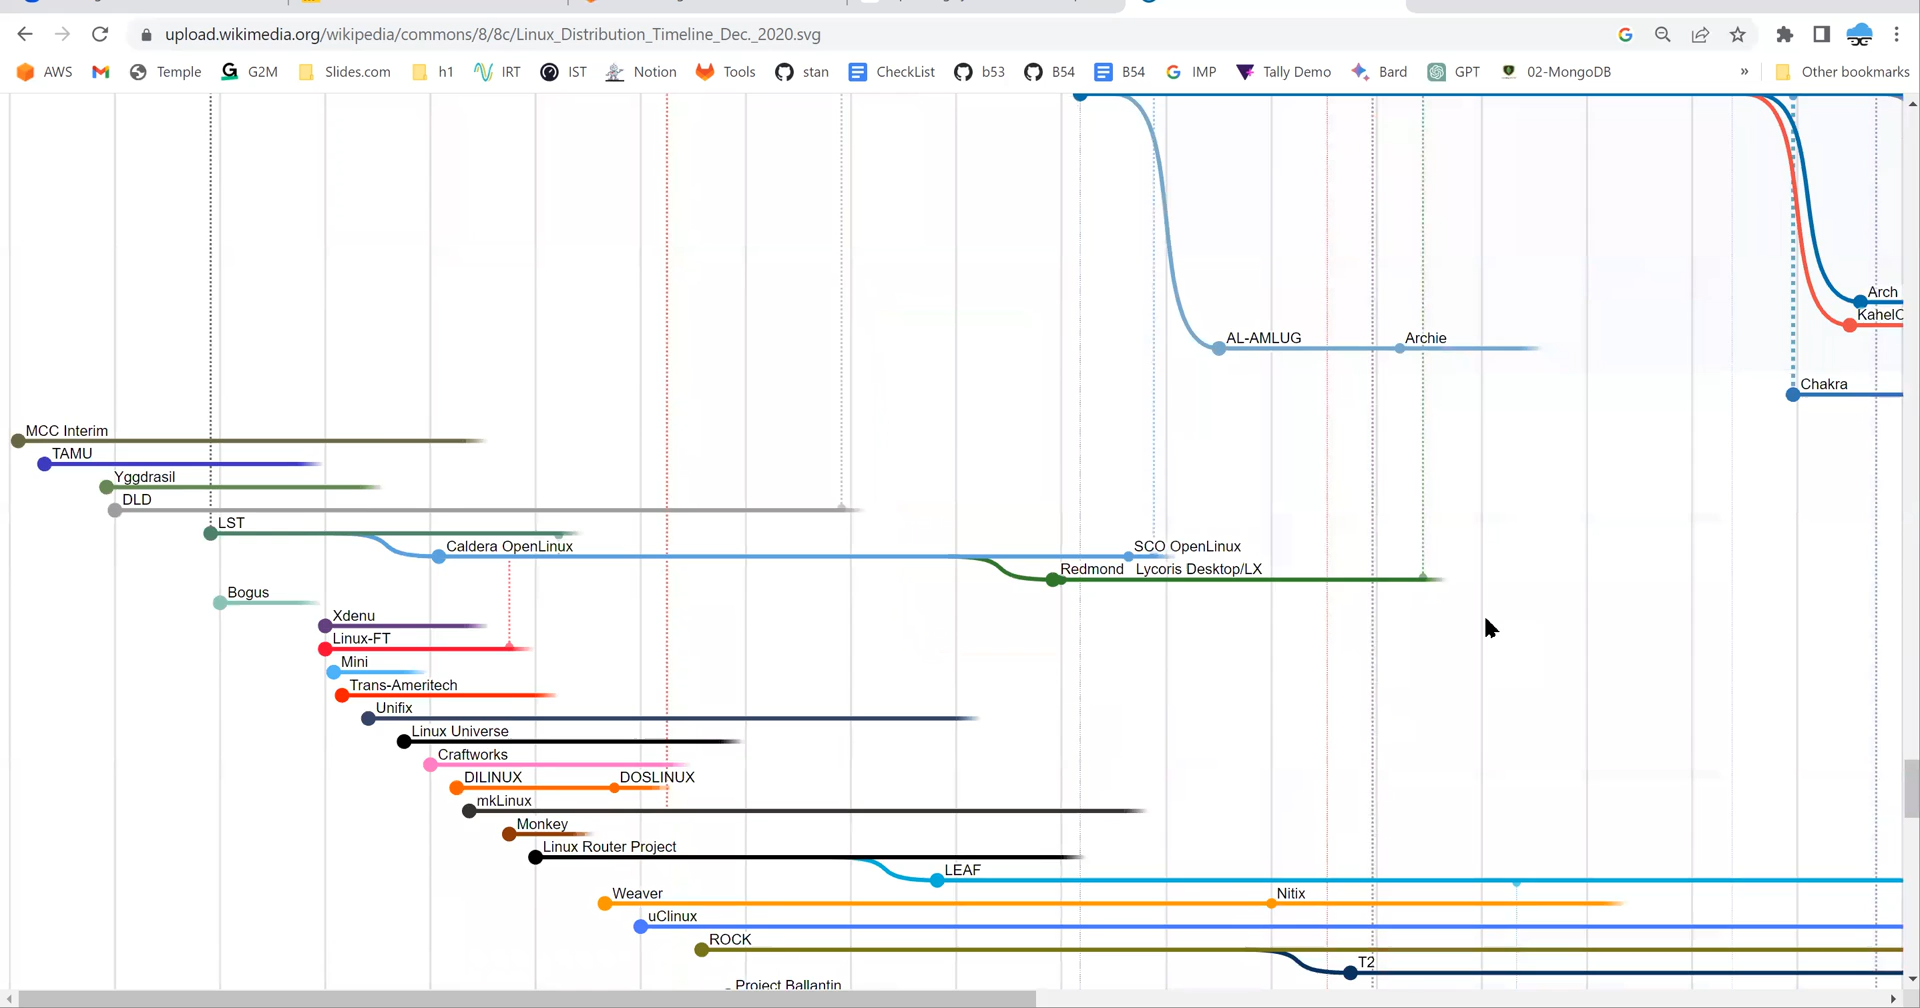 upload.wikimedia.org/wikipedia/commons/8/8c/Linux_Distribution_Timeline_Dec._2020.svg
AWS Temple G2M Slides.com h1 IRT IST Notion Tools stan CheckList b53 B54 B54 IMP Tally Demo Bard GPT 02-MongoDB » Other bookmarks
Arch
KahelO
AL-AMLUG Archie
Chakra
MCC Interim
TAMU
Yggdrasil
DLD
LST
Caldera OpenLinux SCO OpenLinux
Redmond Lycoris Desktop/LX
Bogus
Xdenu
Linux-FT
Mini
Trans-Ameritech
Unifix
Linux Universe
Craftworks
DILINUX DOSLINUX
mkLinux
Monkey
Linux Router Project
LEAF
Weaver Nitix
uClinux
ROCK
T2
Project Ballantin